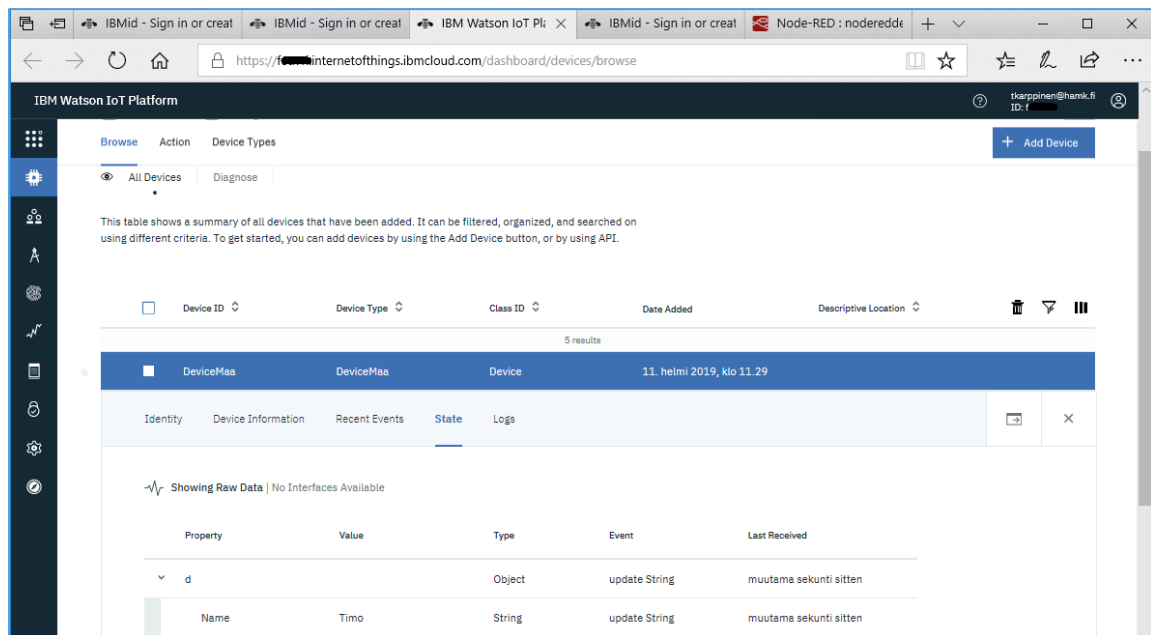 IBMid - Sign in or creat IBMid - Sign in or creat IBM Watson IoT Pl IBMid - Sign in or creat Node-RED : noderedde
internetofthings.ibmcloud.com/dashboard/devices/browse
IBM Watson IoT Platform
tkarppinen@hamk.fi
ID: f
Browse Action Device Types + Add Device
All Devices Diagnose
This table shows a summary of all devices that have been added. It can be filtered, organized, and searched on
using different criteria. To get started, you can add devices by using the Add Device button, or by using API.
Device ID Device Type Class ID Date Added Descriptive Location
5 results
DeviceMaa DeviceMaa Device 11. helmi 2019, klo 11.29
Identity Device Information Recent Events State Logs
Showing Raw Data | No Interfaces Available
Property Value Type Event Last Received
d Object update String muutama sekunti sitten
Name Timo String update String muutama sekunti sitten